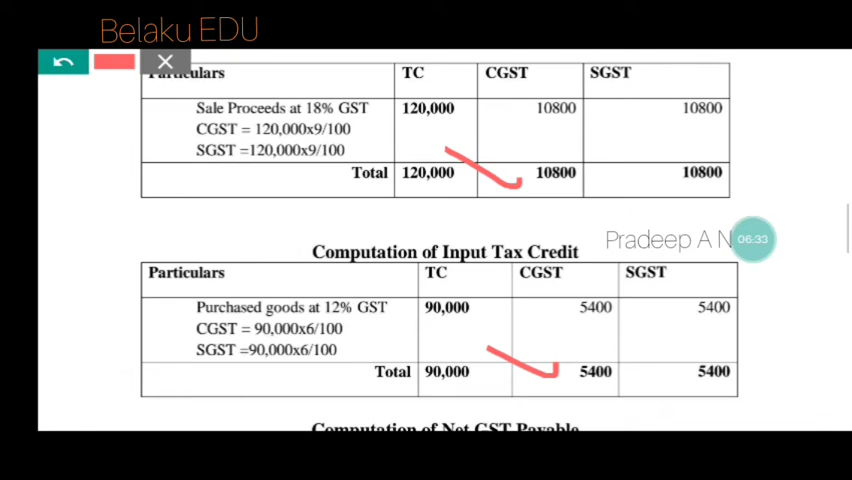 Belaku EDU
Particulars TC CGST SGST
Sale Proceeds at 18% GST 120,000 10800 10800
CGST = 120,000x9/100
SGST =120,000x9/100
Total 120,000 10800 10800
Pradeep A N 06:33
Computation of Input Tax Credit
Particulars TC CGST SGST
Purchased goods at 12% GST 90,000 5400 5400
CGST = 90,000x6/100
SGST =90,000x6/100
Total 90,000 5400 5400
Computation of Net GST Payable